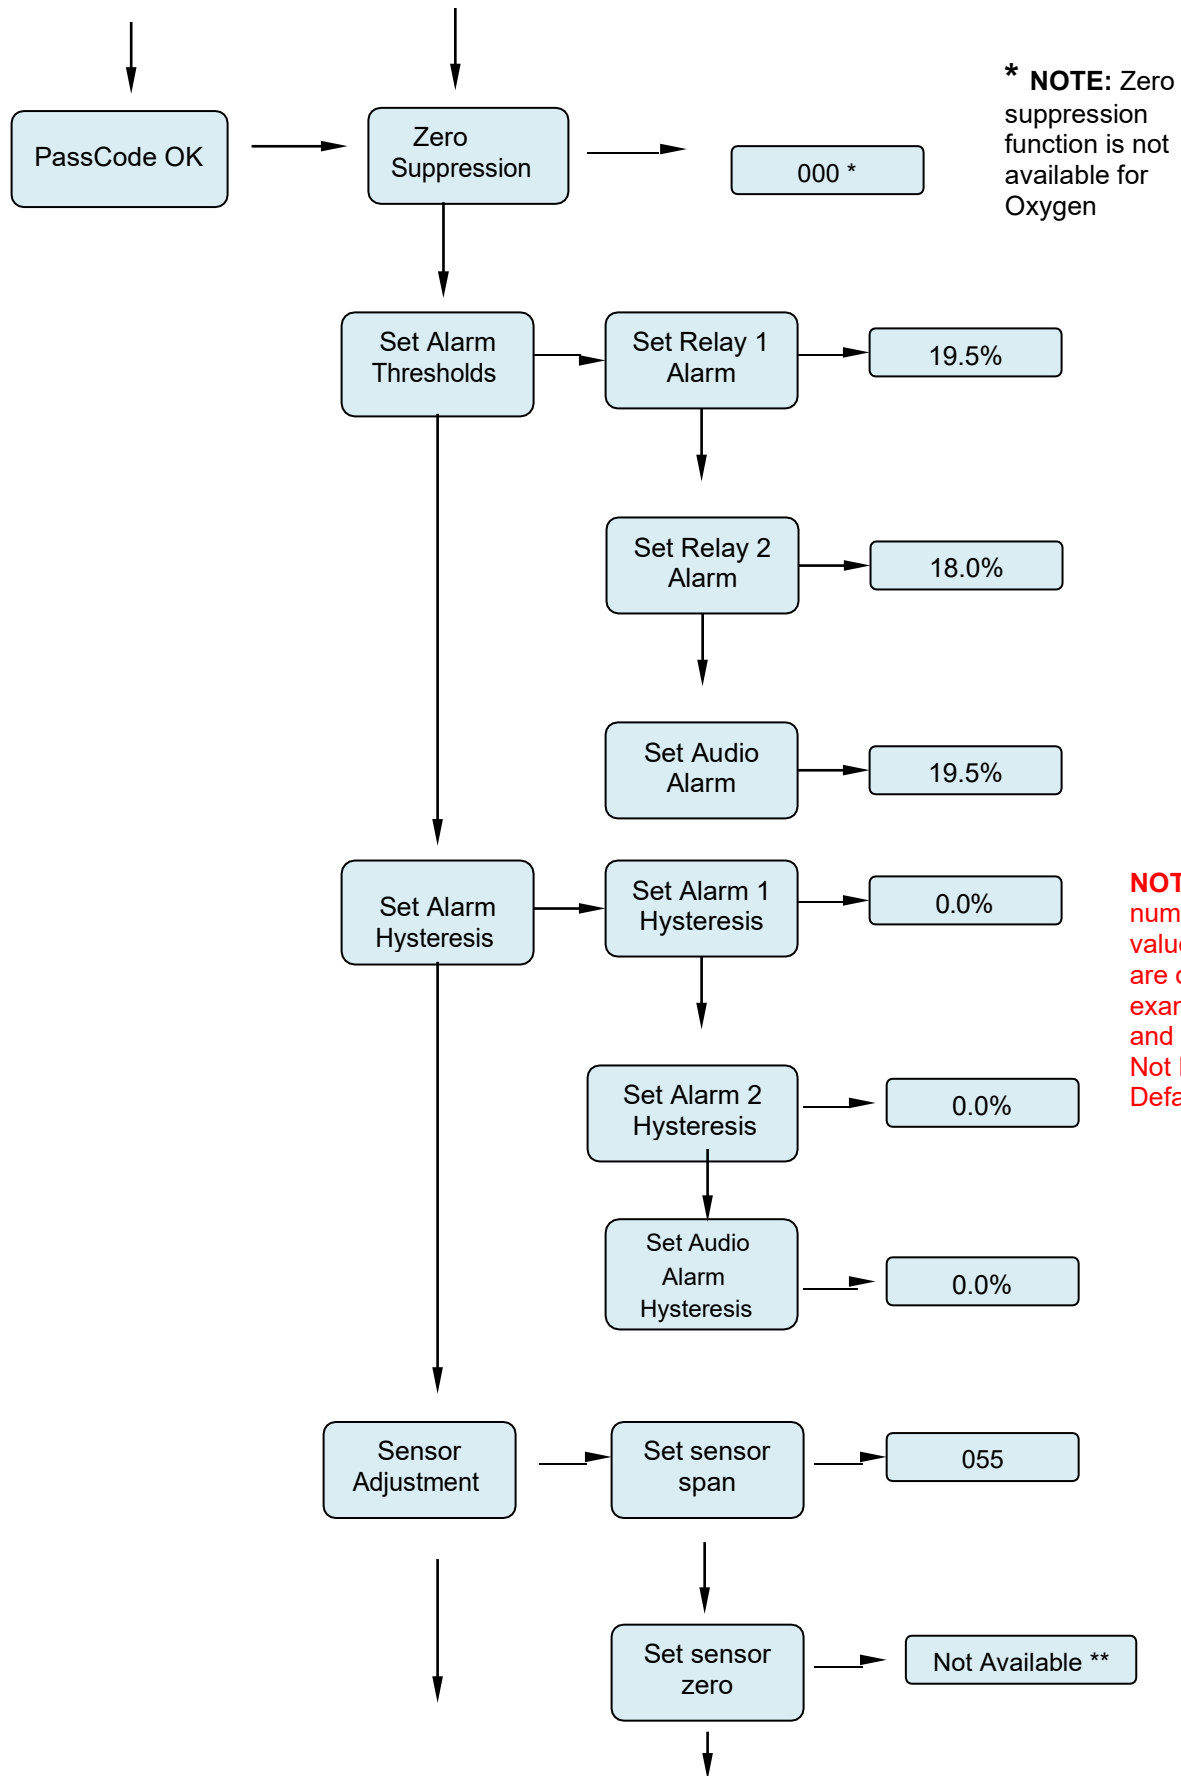 * NOTE: Zero
suppression
function is not
available for
Oxygen
PassCode OK
Zero
Suppression
000 *
Set Alarm
Thresholds
Set Relay 1
Alarm
19.5%
Set Relay 2
Alarm
18.0%
Set Audio
Alarm
19.5%
Set Alarm
Hysteresis
Set Alarm 1
Hysteresis
0.0%
Set Alarm 2
Hysteresis
0.0%
Set Audio
Alarm
Hysteresis
0.0%
are
and
Not
Sensor
Adjustment
Set sensor
span
055
Set sensor
zero
Not Available **